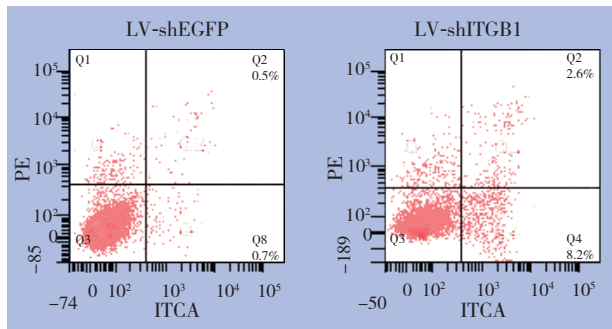 LV-shEGFP
Q1
Q2
0.5%
10⁵
10⁴
10³
10²
0
-85
PE
Q3
Q8
0.7%
-74
0
10²
10³
10⁴
10⁵
ITCA
LV-shITGB1
Q1
Q2
2.6%
10⁵
10⁴
10³
10²
0
-189
PE
Q3
Q4
8.2%
-50
0
10²
10³
10⁴
10⁵
ITCA